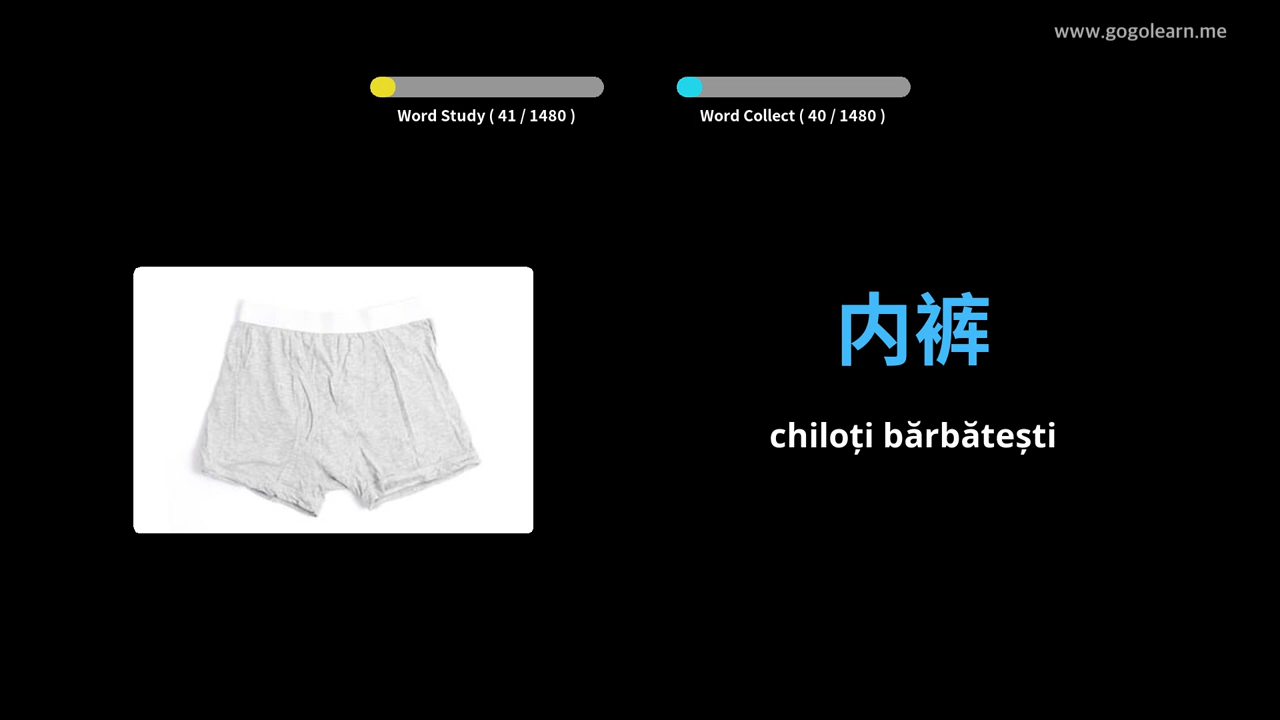 www.gogolearn.me
Word Study ( 41 / 1480 )
Word Collect ( 40 / 1480 )
内裤
chiloți bărbătești